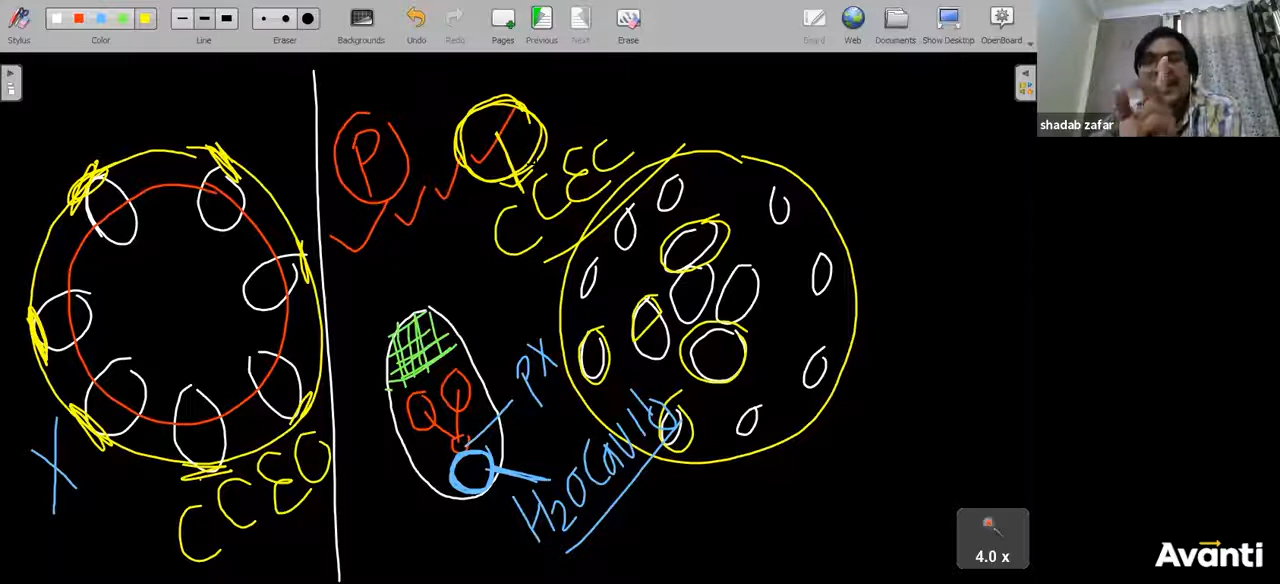 Stylus
Color
Line
Eraser
Backgrounds
Undo
Redo
Pages
Previous
Next
Erase
Board
Web
Documents
Show Desktop
OpenBoard
shadab zafar
P
CCEC
PX
H2O Cavity
X
CCEO
4.0 x
Avanti